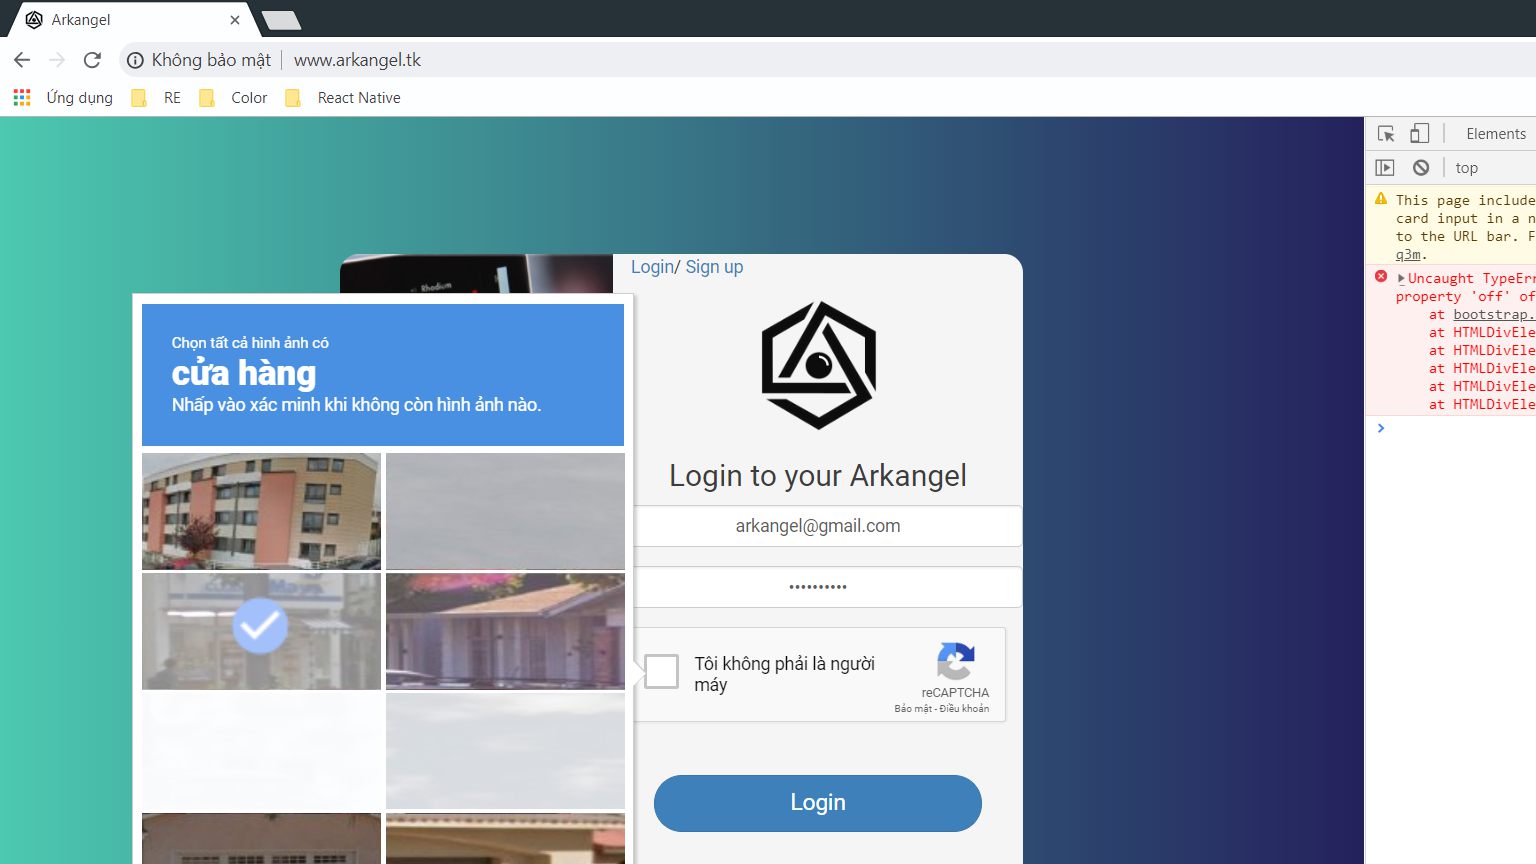 Arkangel
Không bảo mật www.arkangel.tk
Ứng dụng RE Color React Native
Elements
top
This page include
card input in a n
to the URL bar. F
q3m.
Uncaught TypeErr
property 'off' of
at bootstrap.
at HTMLDivEle
at HTMLDivEle
at HTMLDivEle
at HTMLDivEle
at HTMLDivEle
Rhodium
Login/ Sign up
Chọn tất cả hình ảnh có
cửa hàng
Nhấp vào xác minh khi không còn hình ảnh nào.
Login to your Arkangel
arkangel@gmail.com
Tôi không phải là người
máy
reCAPTCHA
Bảo mật - Điều khoản
Login